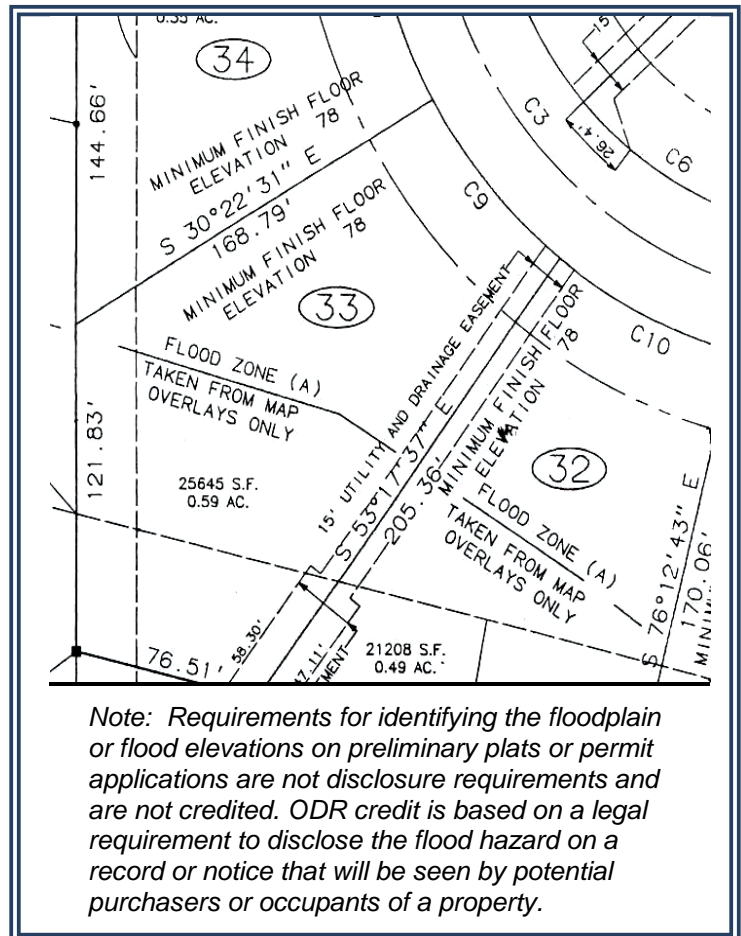 0.35 AC.
34
144.66'
MINIMUM FINISH FLOOR
ELEVATION 78
S 30°22'31" E
168.79'
MINIMUM FINISH FLOOR
ELEVATION 78
33
C3
26.4'
C6
C9
C10
FLOOD ZONE (A)
TAKEN FROM MAP
OVERLAYS ONLY
121.83'
25645 S.F.
0.59 AC.
15' UTILITY AND DRAINAGE EASEMENT
S 53°17'37" E
205.36'
MINIMUM FINISH FLOOR
ELEVATION 78
32
FLOOD ZONE (A)
TAKEN FROM MAP
OVERLAYS ONLY
S 76°12'43" E
170.06'
76.51'
58.30'
21208 S.F.
0.49 AC.
Note: Requirements for identifying the floodplain
or flood elevations on preliminary plats or permit
applications are not disclosure requirements and
are not credited. ODR credit is based on a legal
requirement to disclose the flood hazard on a
record or notice that will be seen by potential
purchasers or occupants of a property.